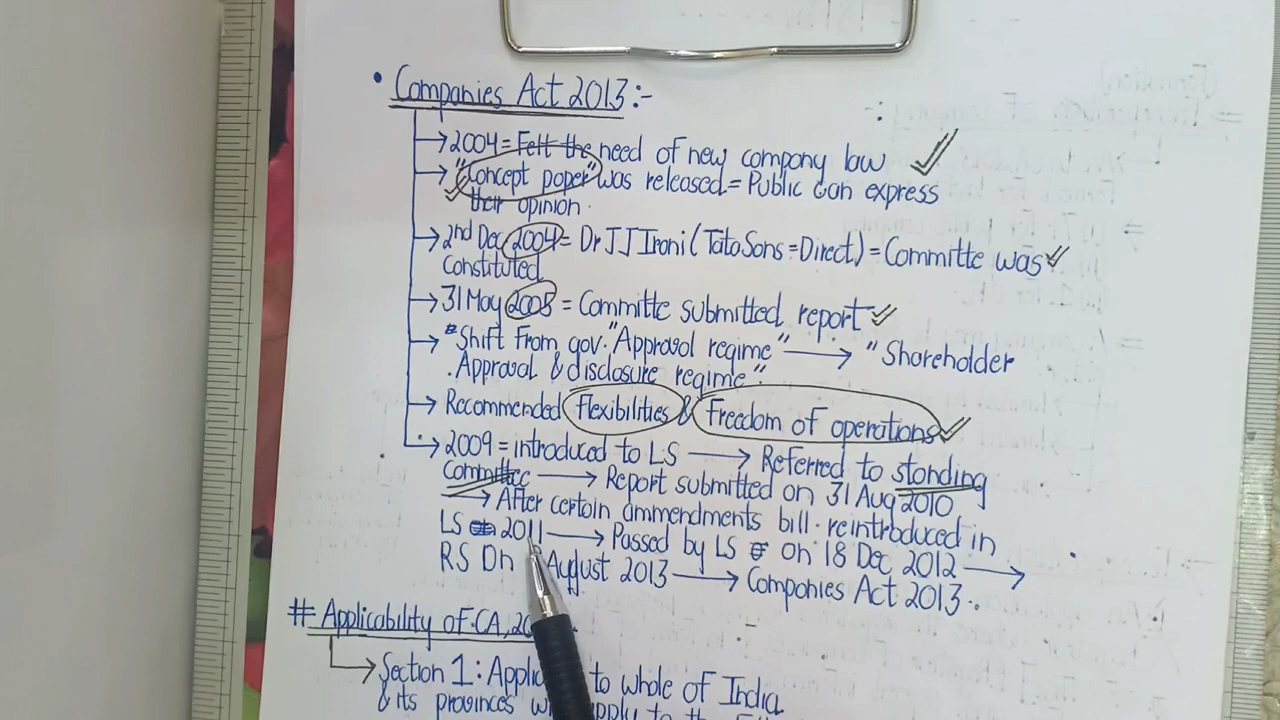 • Companies Act 2013:-
→ 2004 = Felt the need of new company law
→ "Concept paper" was released = Public can express
their opinion.
→ 2nd Dec 2004 = Dr J J Irani (Tata Sons = Direct.) = Committe was
Constituted
→ 31 May 2005 = Committe submitted report
→ "Shift From gov. "Approval regime" → "Shareholder
Approval & disclosure regime".
→ Recommended Flexibilities & Freedom of operations
→ 2009 = introduced to LS → Referred to standing
Committee → Report submitted on 31 Aug 2010
→ After certain ammendments bill reintroduced in
LS 2011 → Passed by LS on 18 Dec 2012 →
RS On August 2013 → Companies Act 2013.
# Applicability of CA, 20
→ Section 1: to whole of India
& its provinces apply to the